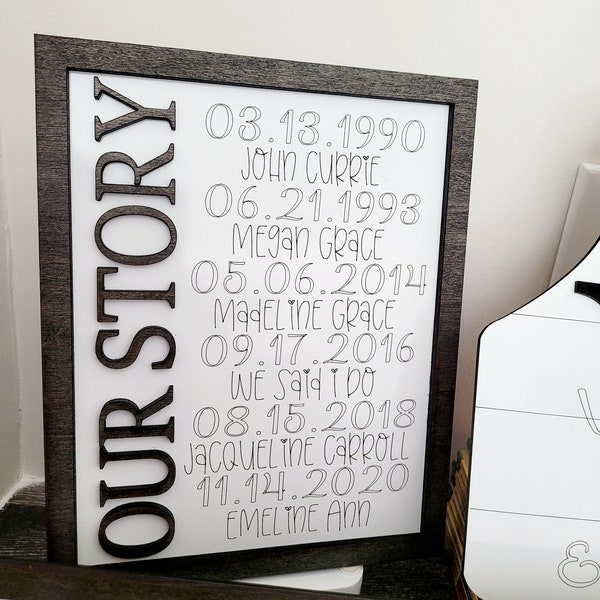 OUR STORY
03.13.1990
JOHN CURRIE
06.21.1993
MEGAN GRACE
05.06.2014
MadELINE GRACE
09.17.2016
WE Said i DO
08.15.2018
JACQUELINE CARROLL
11.14.2020
EMELINE ANN
&